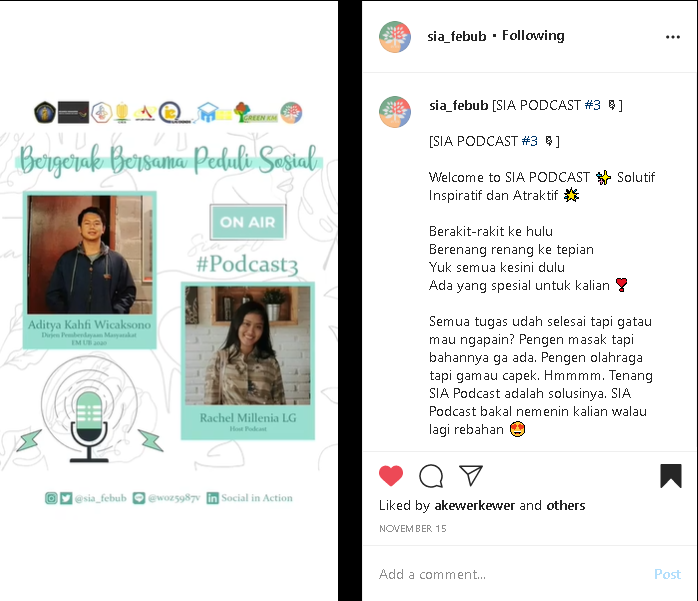 GREEN KM
Bergerak Bersama Peduli Sosial
ON AIR
#Podcast3
Aditya Kahfi Wicaksono
Dirjen Pemberdayaan Masyarakat
EM UB 2020
Rachel Millenia LG
Host Podcast
@sia_febub @woz5987v Social in Action
sia_febub • Following
sia_febub [SIA PODCAST #3 🎙]
[SIA PODCAST #3 🎙]
Welcome to SIA PODCAST ✨ Solutif
Inspiratif dan Atraktif 🌟
Berakit-rakit ke hulu
Berenang renang ke tepian
Yuk semua kesini dulu
Ada yang spesial untuk kalian ❣
Semua tugas udah selesai tapi gatau
mau ngapain? Pengen masak tapi
bahannya ga ada. Pengen olahraga
tapi gamau capek. Hmmmm. Tenang
SIA Podcast adalah solusinya. SIA
Podcast bakal nemenin kalian walau
lagi rebahan 😍
Liked by akewerkewer and others
NOVEMBER 15
Add a comment... Post